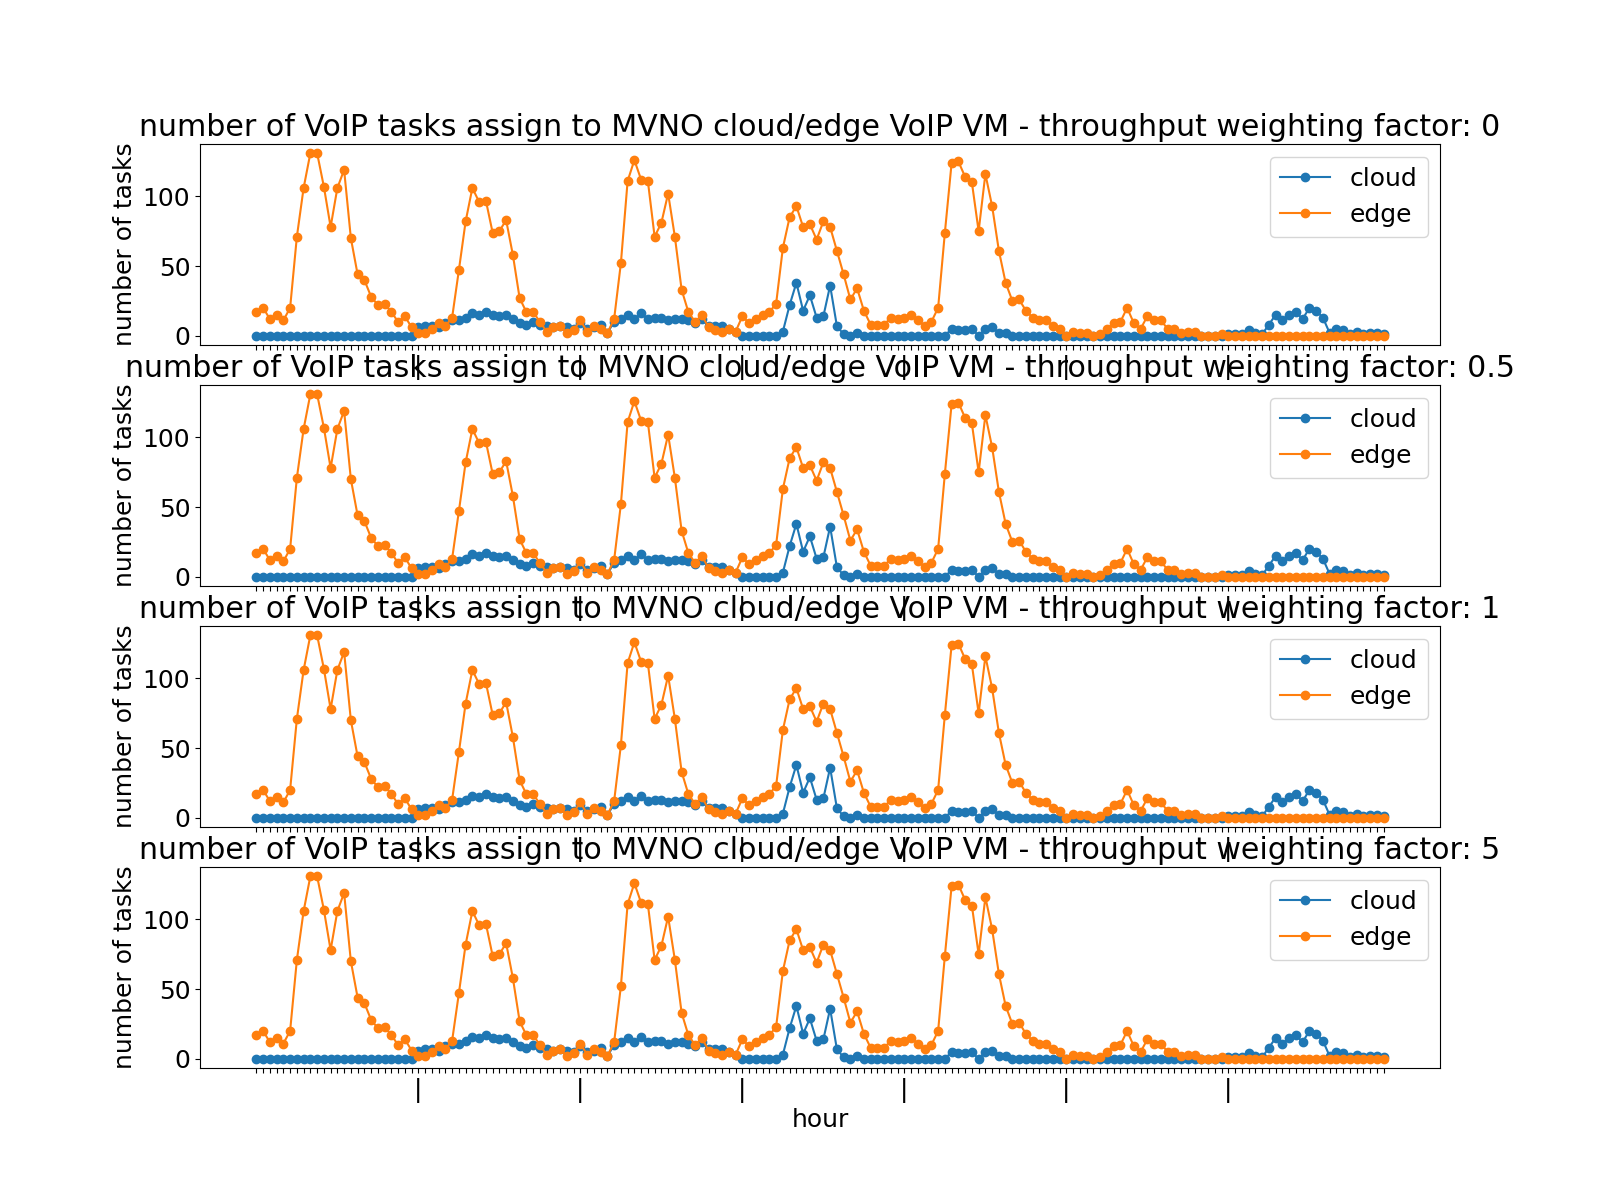 number of VoIP tasks assign to MVNO cloud/edge VoIP VM - throughput weighting factor: 0
number of tasks
100
50
0
cloud
edge
number of VoIP tasks assign to MVNO cloud/edge VoIP VM - throughput weighting factor: 0.5
number of tasks
100
50
0
cloud
edge
number of VoIP tasks assign to MVNO cloud/edge VoIP VM - throughput weighting factor: 1
number of tasks
100
50
0
cloud
edge
number of VoIP tasks assign to MVNO cloud/edge VoIP VM - throughput weighting factor: 5
number of tasks
100
50
0
cloud
edge
| | | | | |
hour